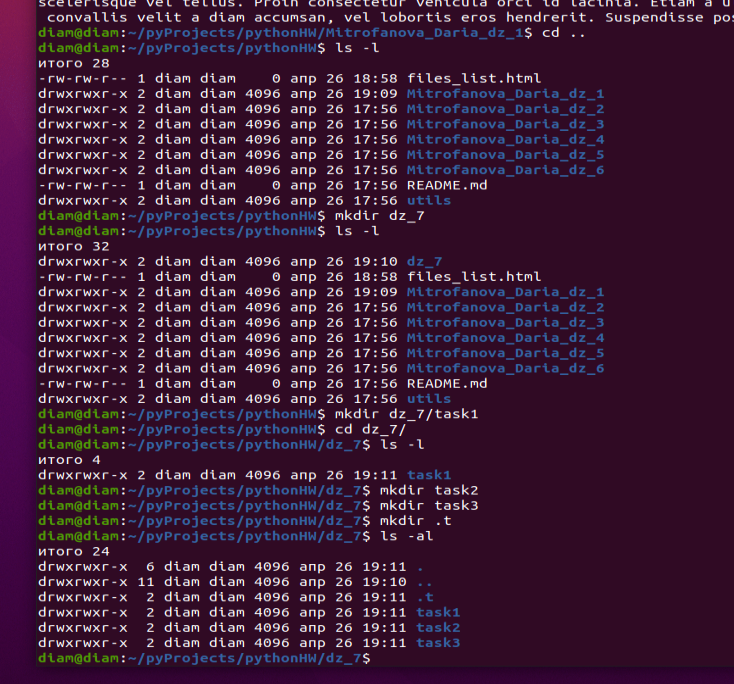 scelerisque vel tellus. Proin consectetur vehicula orci id lacinia. Etiam a u
convallis velit a diam accumsan, vel lobortis eros hendrerit. Suspendisse pos
diam@diam:~/pyProjects/pythonHW/Mitrofanova_Daria_dz_1$ cd ..
diam@diam:~/pyProjects/pythonHW$ ls -l
итого 28
-rw-rw-r-- 1 diam diam    0 апр 26 18:58 files_list.html
drwxrwxr-x 2 diam diam 4096 апр 26 19:09 Mitrofanova_Daria_dz_1
drwxrwxr-x 2 diam diam 4096 апр 26 17:56 Mitrofanova_Daria_dz_2
drwxrwxr-x 2 diam diam 4096 апр 26 17:56 Mitrofanova_Daria_dz_3
drwxrwxr-x 2 diam diam 4096 апр 26 17:56 Mitrofanova_Daria_dz_4
drwxrwxr-x 2 diam diam 4096 апр 26 17:56 Mitrofanova_Daria_dz_5
drwxrwxr-x 2 diam diam 4096 апр 26 17:56 Mitrofanova_Daria_dz_6
-rw-rw-r-- 1 diam diam    0 апр 26 17:56 README.md
drwxrwxr-x 2 diam diam 4096 апр 26 17:56 utils
diam@diam:~/pyProjects/pythonHW$ mkdir dz_7
diam@diam:~/pyProjects/pythonHW$ ls -l
итого 32
drwxrwxr-x 2 diam diam 4096 апр 26 19:10 dz_7
-rw-rw-r-- 1 diam diam    0 апр 26 18:58 files_list.html
drwxrwxr-x 2 diam diam 4096 апр 26 19:09 Mitrofanova_Daria_dz_1
drwxrwxr-x 2 diam diam 4096 апр 26 17:56 Mitrofanova_Daria_dz_2
drwxrwxr-x 2 diam diam 4096 апр 26 17:56 Mitrofanova_Daria_dz_3
drwxrwxr-x 2 diam diam 4096 апр 26 17:56 Mitrofanova_Daria_dz_4
drwxrwxr-x 2 diam diam 4096 апр 26 17:56 Mitrofanova_Daria_dz_5
drwxrwxr-x 2 diam diam 4096 апр 26 17:56 Mitrofanova_Daria_dz_6
-rw-rw-r-- 1 diam diam    0 апр 26 17:56 README.md
drwxrwxr-x 2 diam diam 4096 апр 26 17:56 utils
diam@diam:~/pyProjects/pythonHW$ mkdir dz_7/task1
diam@diam:~/pyProjects/pythonHW$ cd dz_7/
diam@diam:~/pyProjects/pythonHW/dz_7$ ls -l
итого 4
drwxrwxr-x 2 diam diam 4096 апр 26 19:11 task1
diam@diam:~/pyProjects/pythonHW/dz_7$ mkdir task2
diam@diam:~/pyProjects/pythonHW/dz_7$ mkdir task3
diam@diam:~/pyProjects/pythonHW/dz_7$ mkdir .t
diam@diam:~/pyProjects/pythonHW/dz_7$ ls -al
итого 24
drwxrwxr-x  6 diam diam 4096 апр 26 19:11 .
drwxrwxr-x 11 diam diam 4096 апр 26 19:10 ..
drwxrwxr-x  2 diam diam 4096 апр 26 19:11 .t
drwxrwxr-x  2 diam diam 4096 апр 26 19:11 task1
drwxrwxr-x  2 diam diam 4096 апр 26 19:11 task2
drwxrwxr-x  2 diam diam 4096 апр 26 19:11 task3
diam@diam:~/pyProjects/pythonHW/dz_7$